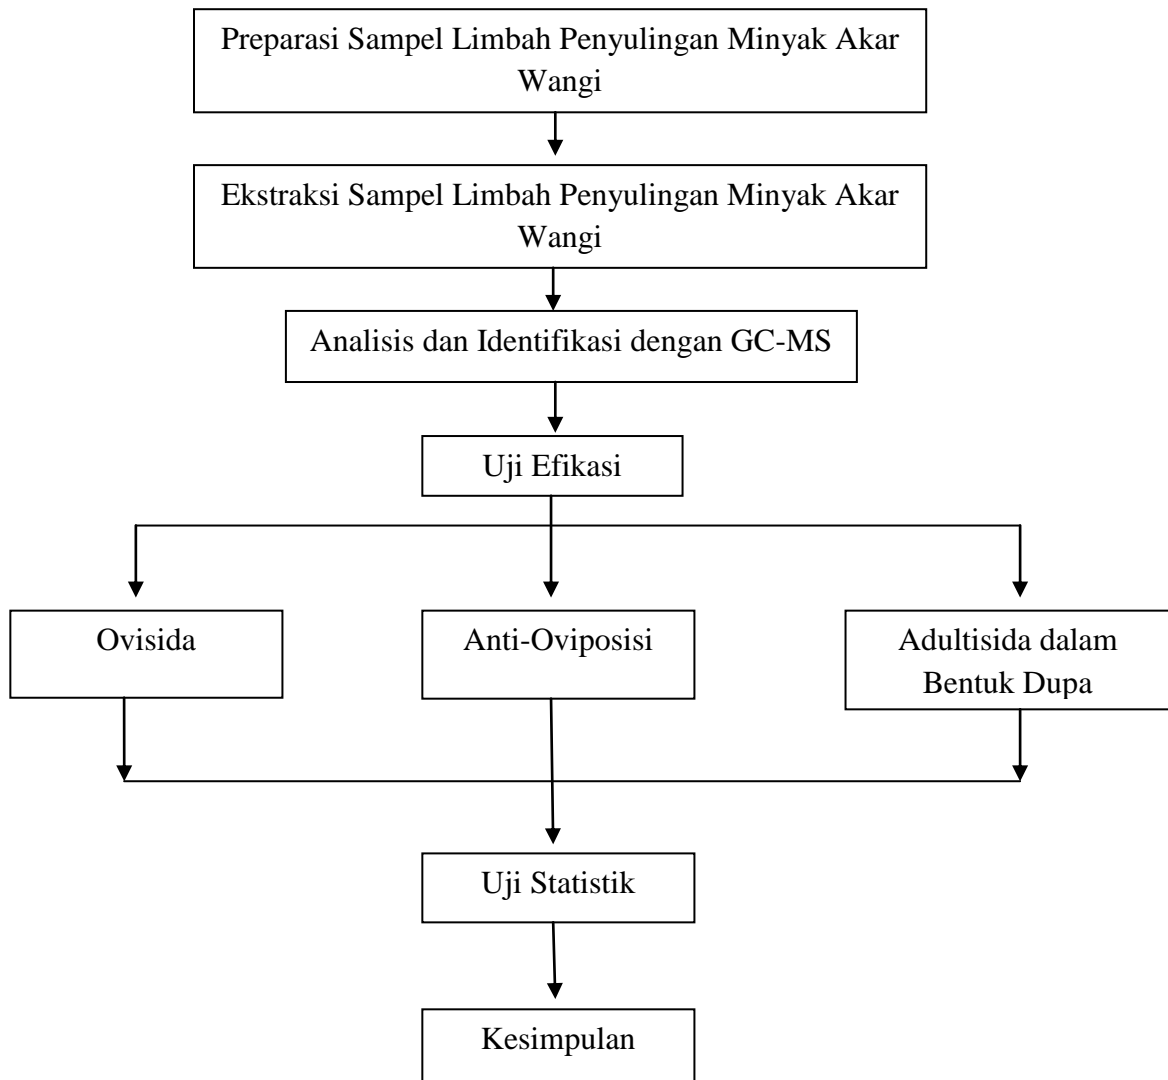 Preparasi Sampel Limbah Penyulingan Minyak Akar
Wangi
Ekstraksi Sampel Limbah Penyulingan Minyak Akar
Wangi
Analisis dan Identifikasi dengan GC-MS
Uji Efikasi
Ovisida
Anti-Oviposisi
Adultisida dalam
Bentuk Dupa
Uji Statistik
Kesimpulan